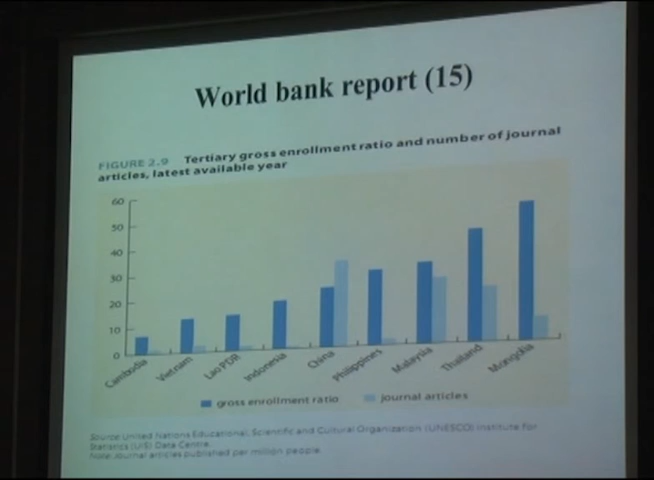 World bank report (15)
FIGURE 2.9 Tertiary gross enrollment ratio and number of journal
articles, latest available year
60
50
40
30
20
10
0
Cambodia Vietnam Lao PDR Indonesia China Philippines Malaysia Thailand Mongolia
gross enrollment ratio journal articles
Source: United Nations Educational, Scientific and Cultural Organization (UNESCO) Institute for
Statistics (UIS) Data Centre.
Note: Journal articles published per million people.